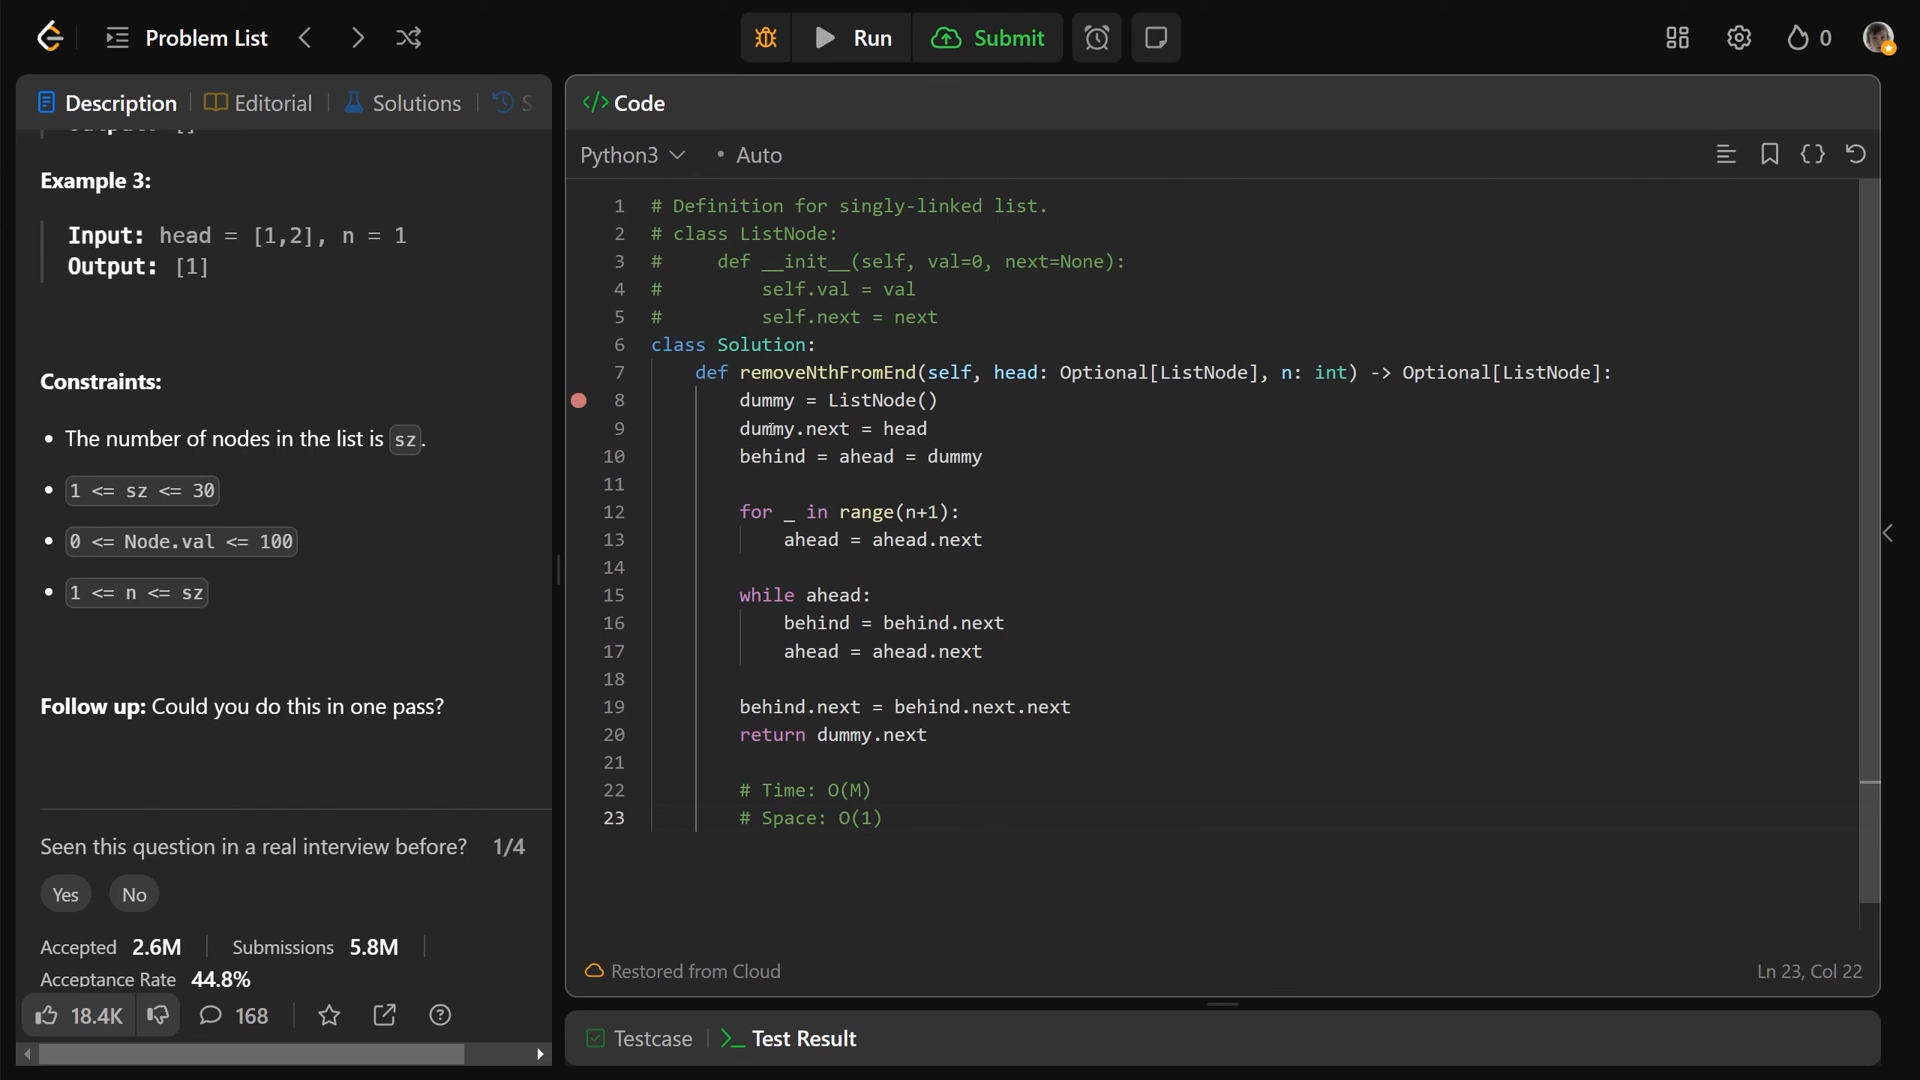 Problem List
Run
Submit
0
Description
Editorial
Solutions
S
Output: []
Example 3:
Input: head = [1,2], n = 1
Output: [1]
Constraints:
• The number of nodes in the list is sz.
• 1 <= sz <= 30
• 0 <= Node.val <= 100
• 1 <= n <= sz
Follow up: Could you do this in one pass?
Seen this question in a real interview before? 1/4
Yes
No
Accepted 2.6M
Submissions 5.8M
Acceptance Rate 44.8%
18.4K
168
</> Code
Python3
• Auto
1 # Definition for singly-linked list.
2 # class ListNode:
3 #     def __init__(self, val=0, next=None):
4 #         self.val = val
5 #         self.next = next
6 class Solution:
7     def removeNthFromEnd(self, head: Optional[ListNode], n: int) -> Optional[ListNode]:
8         dummy = ListNode()
9         dummy.next = head
10         behind = ahead = dummy
11
12         for _ in range(n+1):
13             ahead = ahead.next
14
15         while ahead:
16             behind = behind.next
17             ahead = ahead.next
18
19         behind.next = behind.next.next
20         return dummy.next
21
22         # Time: O(M)
23         # Space: O(1)
Restored from Cloud
Ln 23, Col 22
Testcase
Test Result